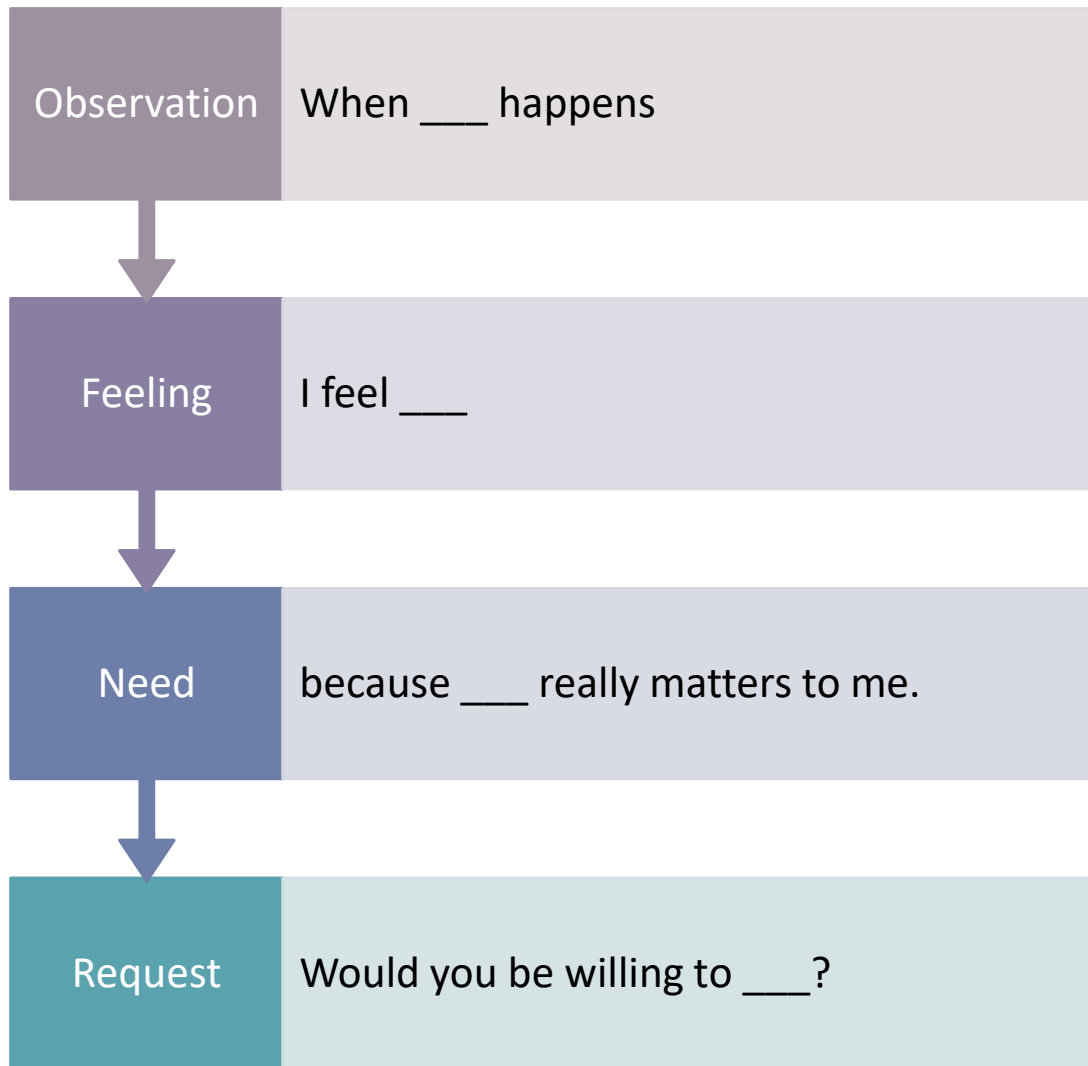 Observation
When ___ happens
Feeling
I feel ___
Need
because ___ really matters to me.
Request
Would you be willing to ___?